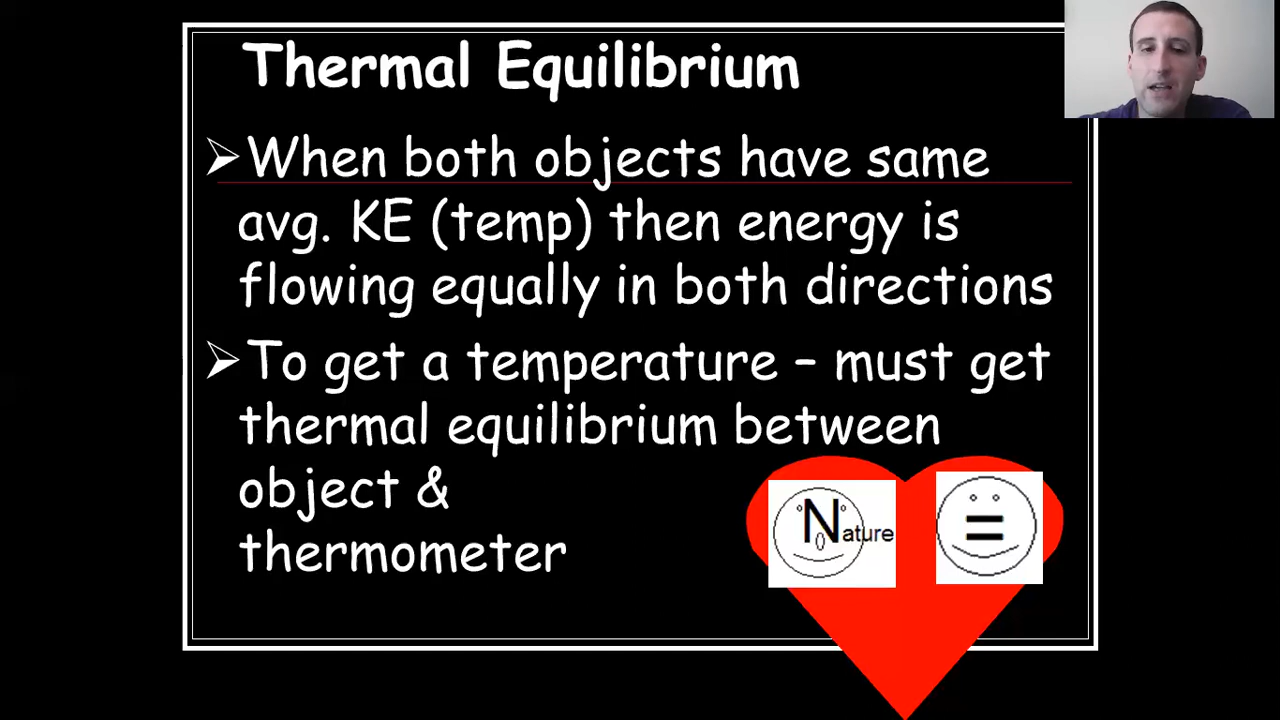 Thermal Equilibrium
➢When both objects have same
avg. KE (temp) then energy is
flowing equally in both directions
➢To get a temperature – must get
thermal equilibrium between
object &
thermometer
Nature
=